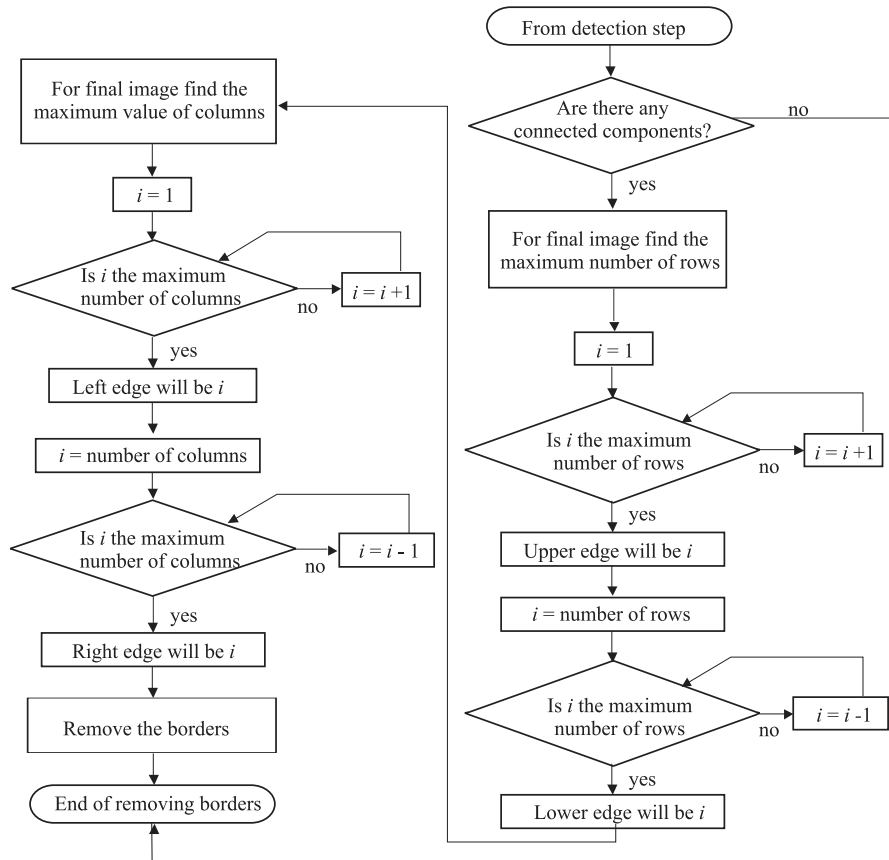 From detection step
Are there any
connected components?
no
yes
For final image find the
maximum number of rows
i = 1
Is i the maximum
number of rows
no
i = i +1
yes
Upper edge will be i
i = number of rows
Is i the maximum
number of rows
no
i = i -1
yes
Lower edge will be i
For final image find the
maximum value of columns
i = 1
Is i the maximum
number of columns
no
i = i +1
yes
Left edge will be i
i = number of columns
Is i the maximum
number of columns
no
i = i - 1
yes
Right edge will be i
Remove the borders
End of removing borders